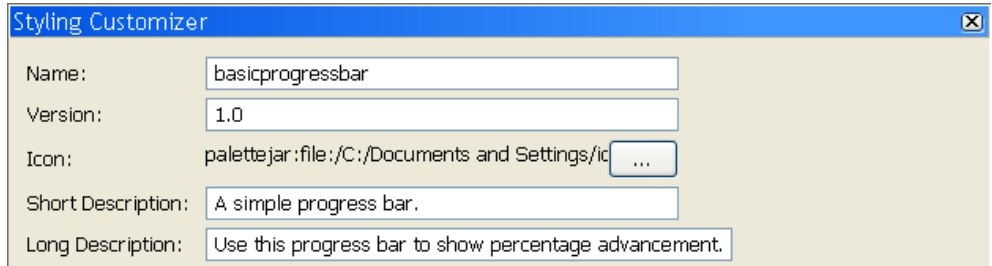 Styling Customizer
Name: basicprogressbar
Version: 1.0
Icon: palettejar:file:/C:/Documents and Settings/ic ...
Short Description: A simple progress bar.
Long Description: Use this progress bar to show percentage advancement.